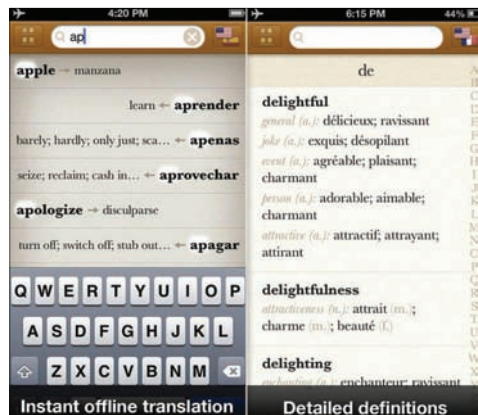 4:20 PM
ap
apple → manzana
learn ← aprender
barely; hardly; only just; sca... ← apenas
seize; reclaim; cash in... ← aprovechar
apologize → disculparse
turn off; switch off; stub out... ← apagar
Q W E R T Y U I O P
A S D F G H J K L
Z X C V B N M
Instant offline translation
6:15 PM 44%
de
delightful
general (a.): délicieux; ravissant
joke (a.): exquis; désopilant
event (a.): agréable; plaisant;
charmant
person (a.): adorable; aimable;
charmant
attractive (a.): attractif; attrayant;
attirant
delightfulness
attractiveness (n.): attrait (m.);
charme (m.); beauté (f.)
delighting
enchanting (a.): enchanteur; ravissant
Detailed definitions